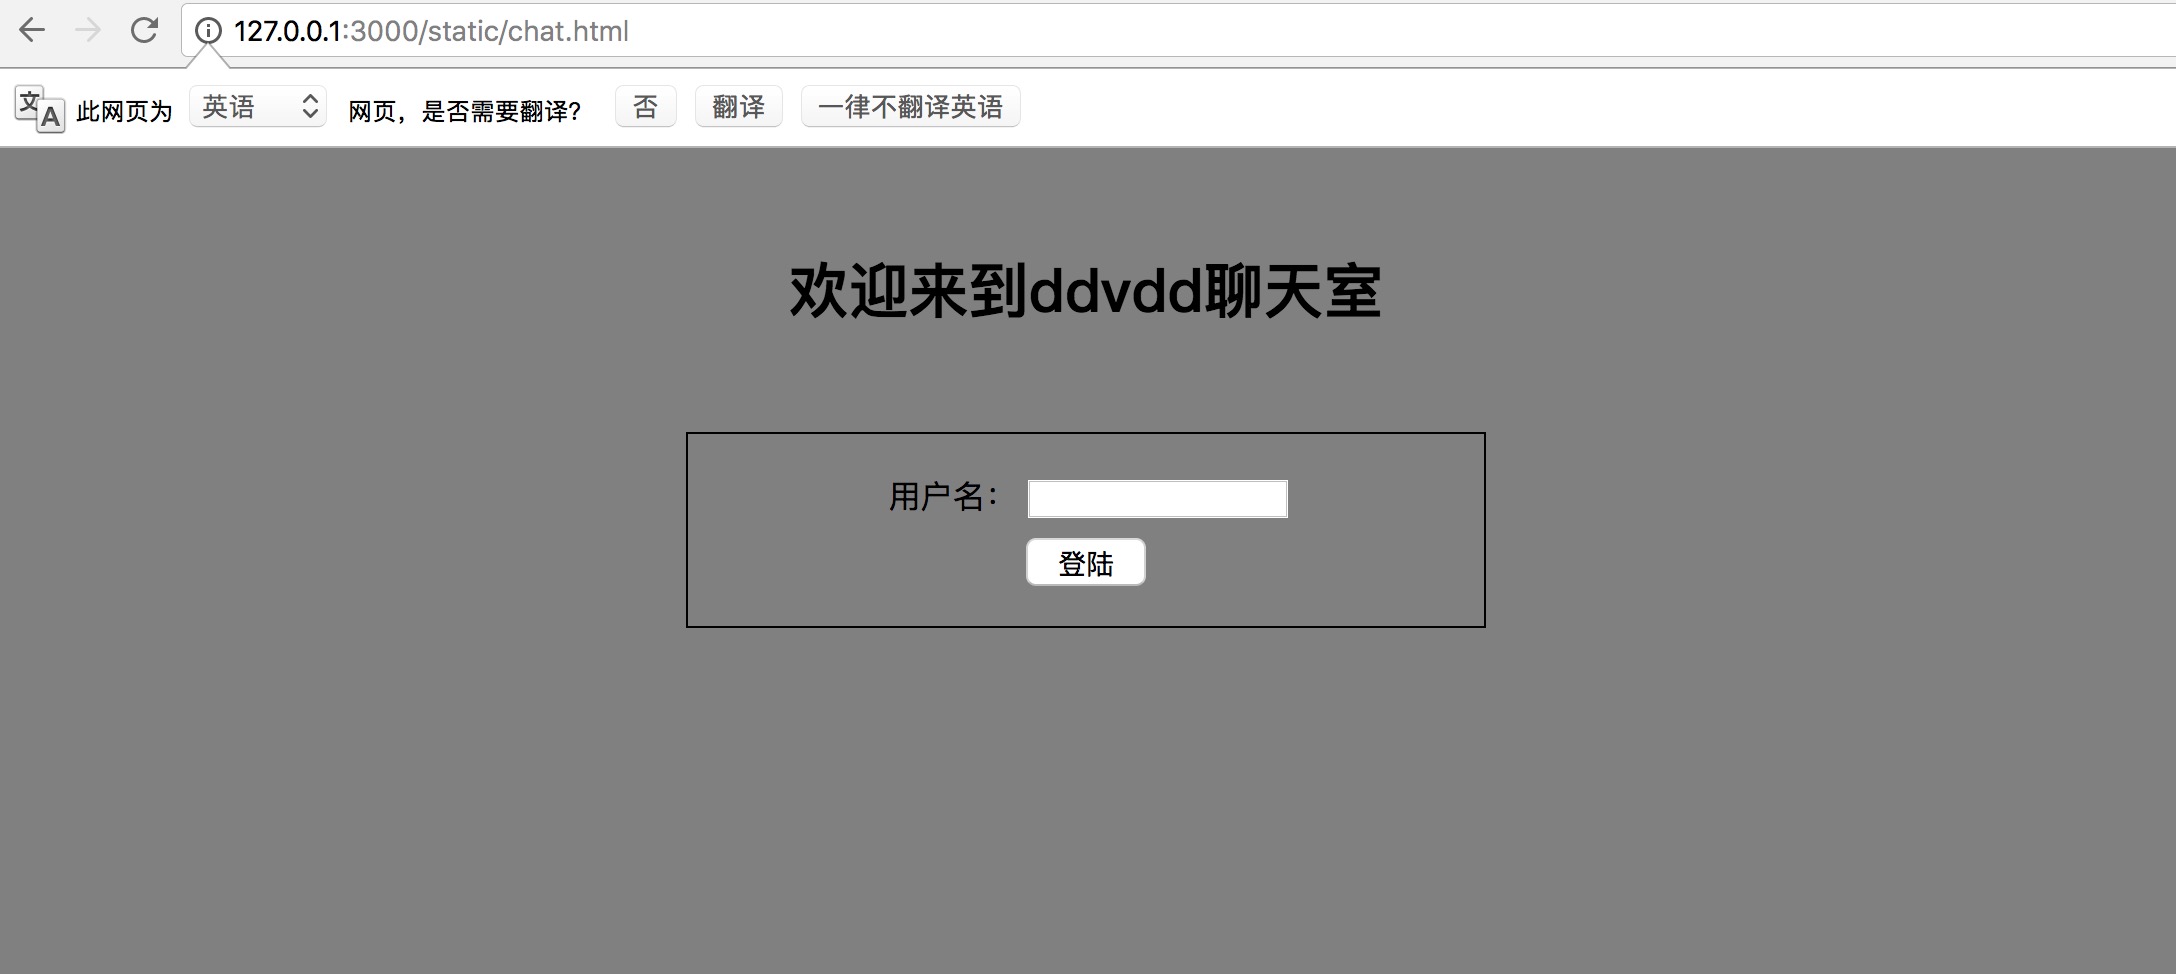 127.0.0.1:3000/static/chat.html
文A 此网页为 英语 网页，是否需要翻译？ 否 翻译 一律不翻译英语
欢迎来到ddvdd聊天室
用户名：
登陆